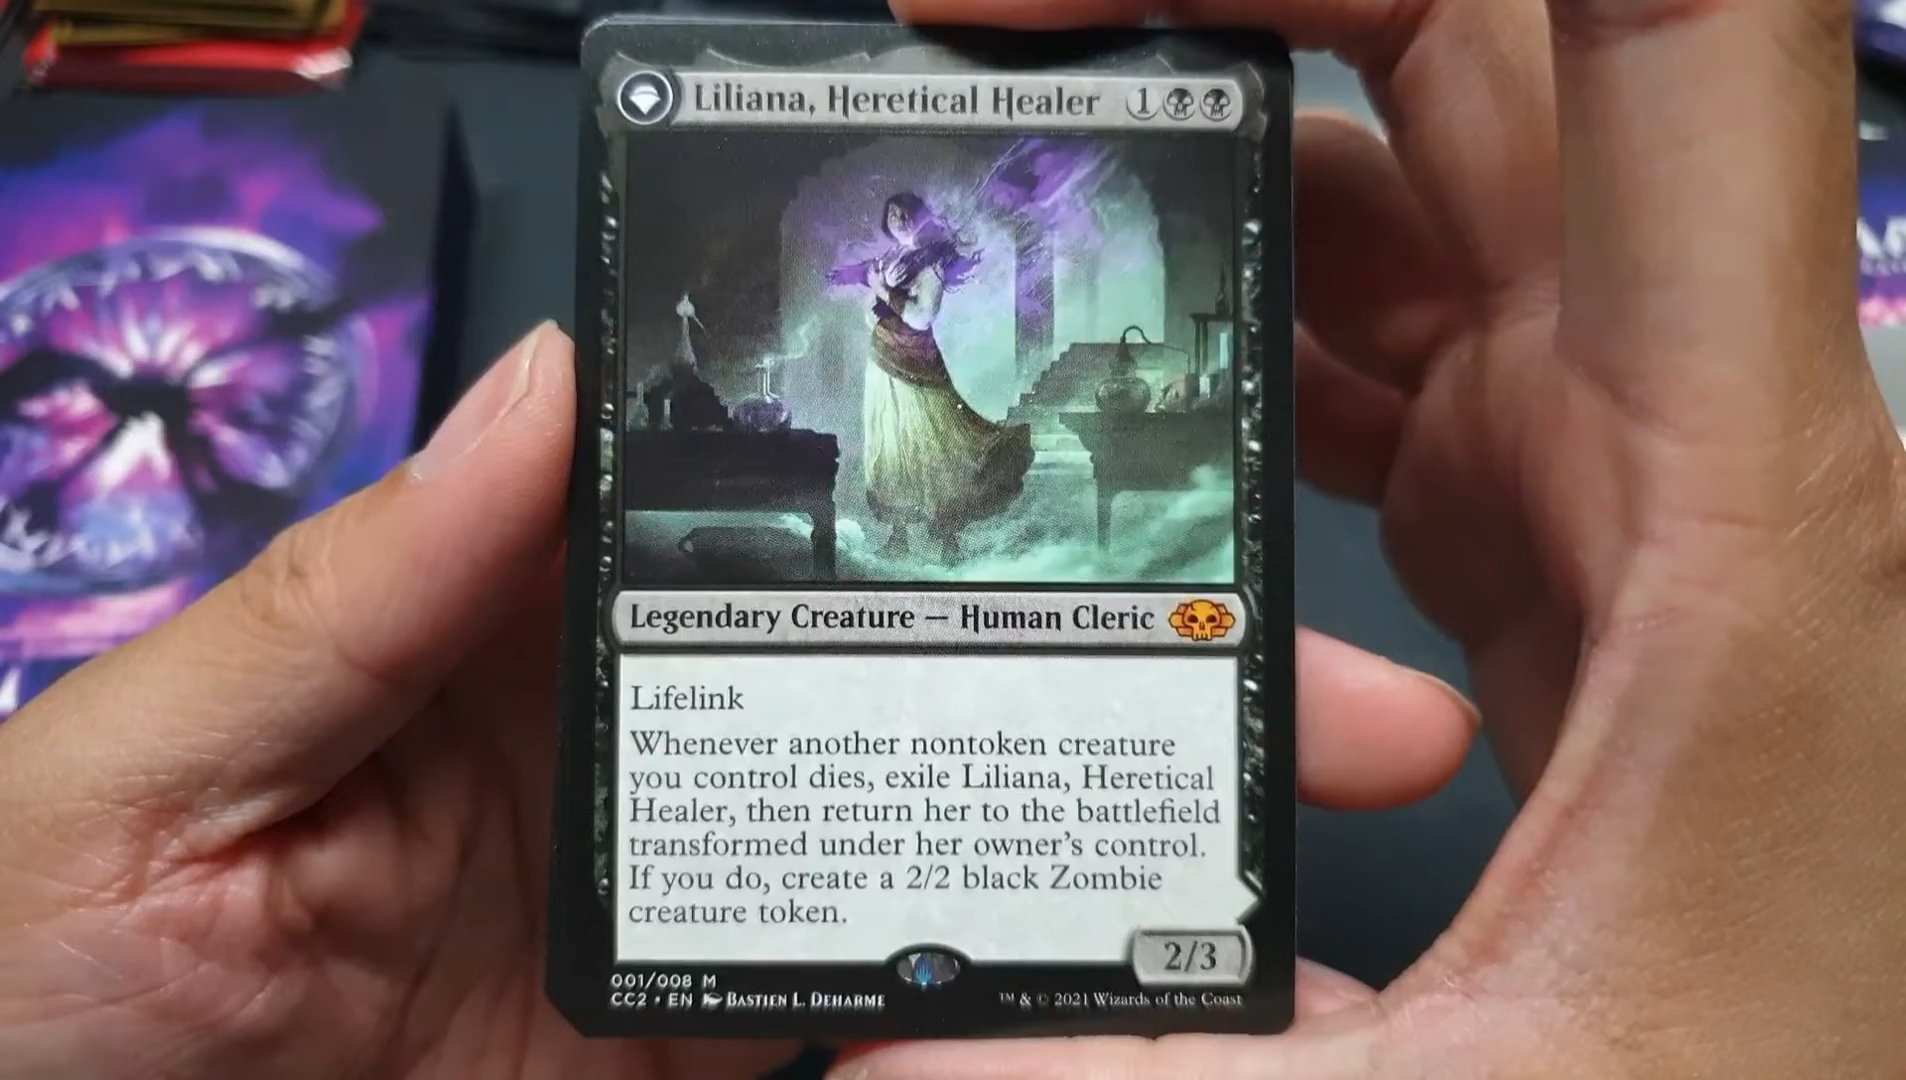 Liliana, Heretical Healer 1
Legendary Creature — Human Cleric
Lifelink
Whenever another nontoken creature
you control dies, exile Liliana, Heretical
Healer, then return her to the battlefield
transformed under her owner's control.
If you do, create a 2/2 black Zombie
creature token.
2/3
001/008 M
CC2 • EN BASTIEN L. DEHARME
™ & © 2021 Wizards of the Coast